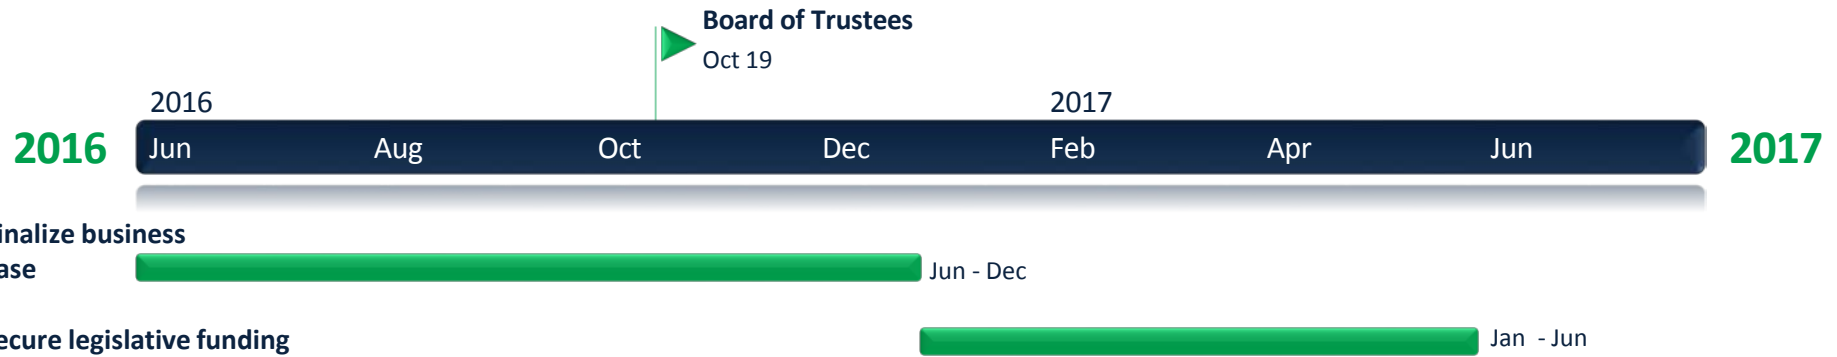 Board of Trustees
Oct 19
2016 2017
2016 Jun Aug Oct Dec Feb Apr Jun 2017
inalize business
ase
Jun - Dec
ecure legislative funding
Jan - Jun